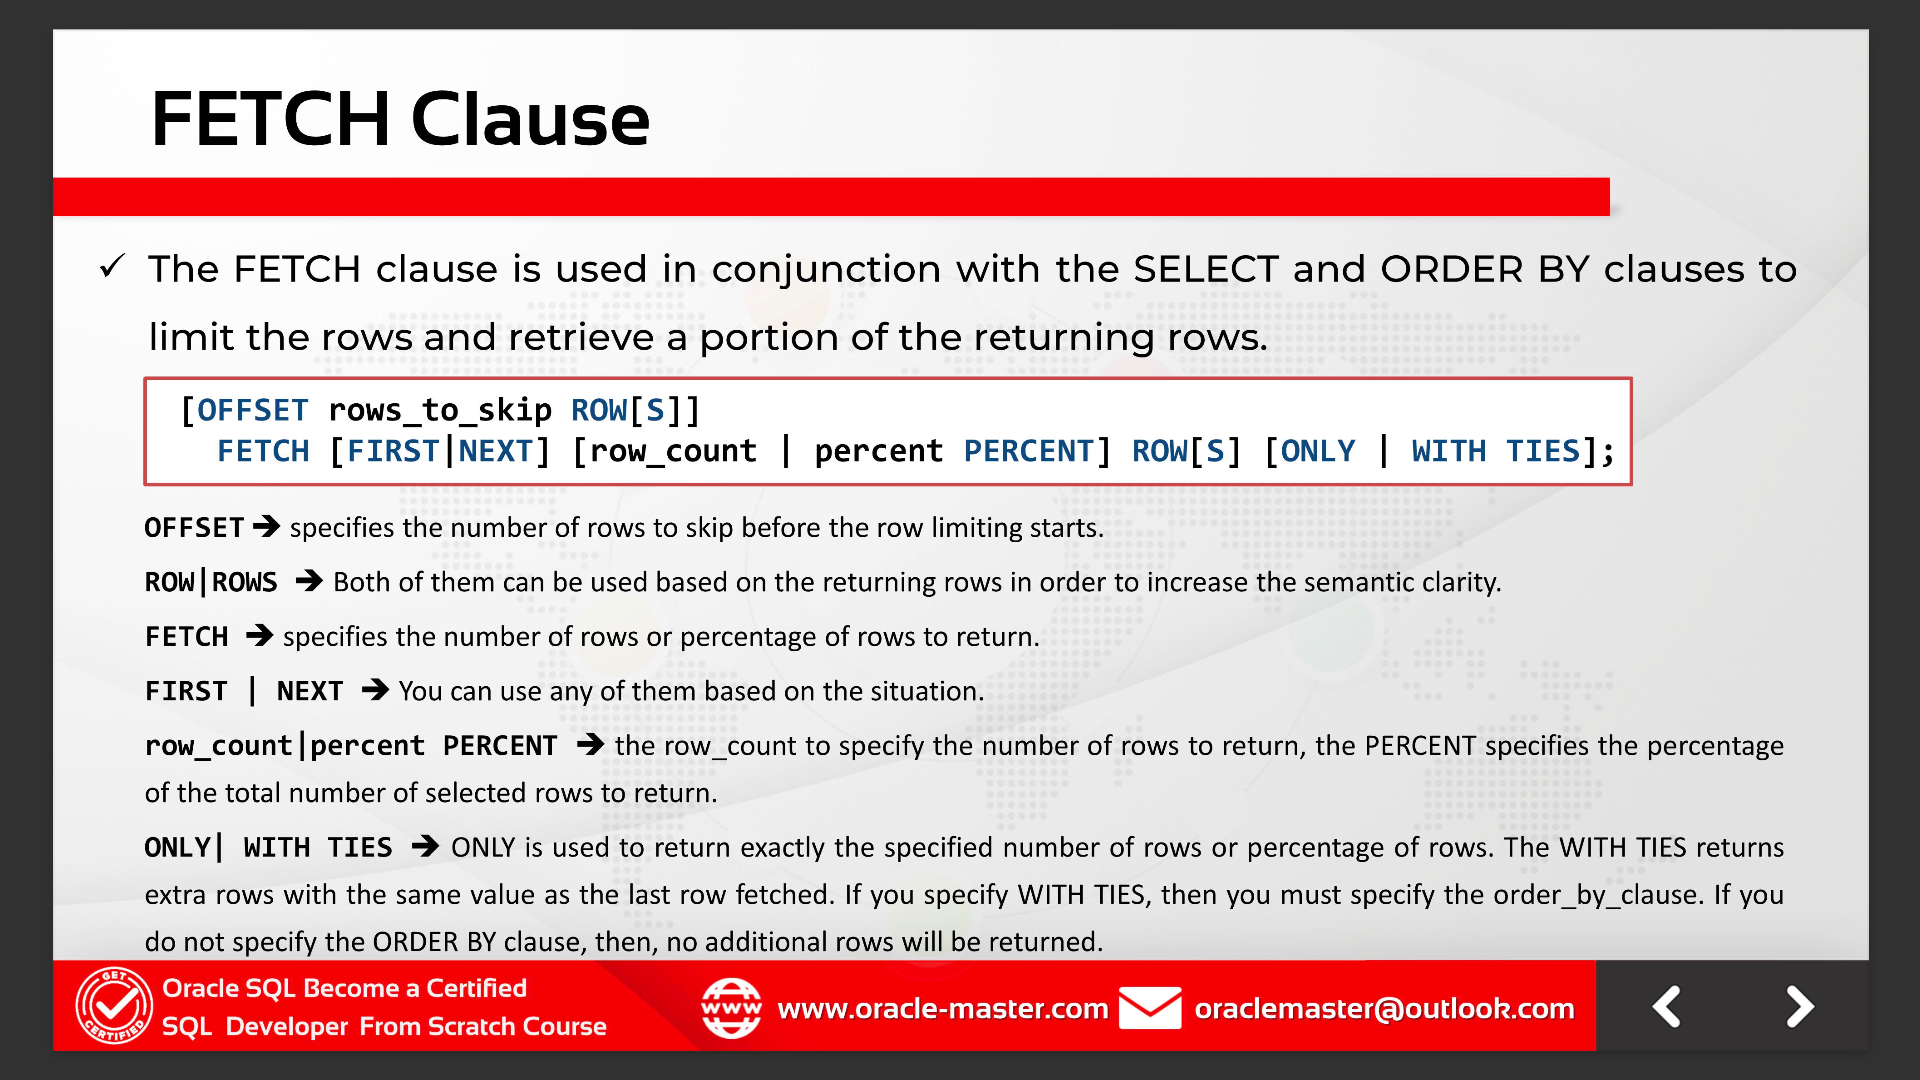 FETCH Clause
✓ The FETCH clause is used in conjunction with the SELECT and ORDER BY clauses to
limit the rows and retrieve a portion of the returning rows.
[OFFSET rows_to_skip ROW[S]]
FETCH [FIRST|NEXT] [row_count | percent PERCENT] ROW[S] [ONLY | WITH TIES];
OFFSET ➔ specifies the number of rows to skip before the row limiting starts.
ROW|ROWS ➔ Both of them can be used based on the returning rows in order to increase the semantic clarity.
FETCH ➔ specifies the number of rows or percentage of rows to return.
FIRST | NEXT ➔ You can use any of them based on the situation.
row_count|percent PERCENT ➔ the row_count to specify the number of rows to return, the PERCENT specifies the percentage
of the total number of selected rows to return.
ONLY| WITH TIES ➔ ONLY is used to return exactly the specified number of rows or percentage of rows. The WITH TIES returns
extra rows with the same value as the last row fetched. If you specify WITH TIES, then you must specify the order_by_clause. If you
do not specify the ORDER BY clause, then, no additional rows will be returned.
GET CERTIFIED
Oracle SQL Become a Certified
SQL Developer From Scratch Course
www
www.oracle-master.com
oraclemaster@outlook.com